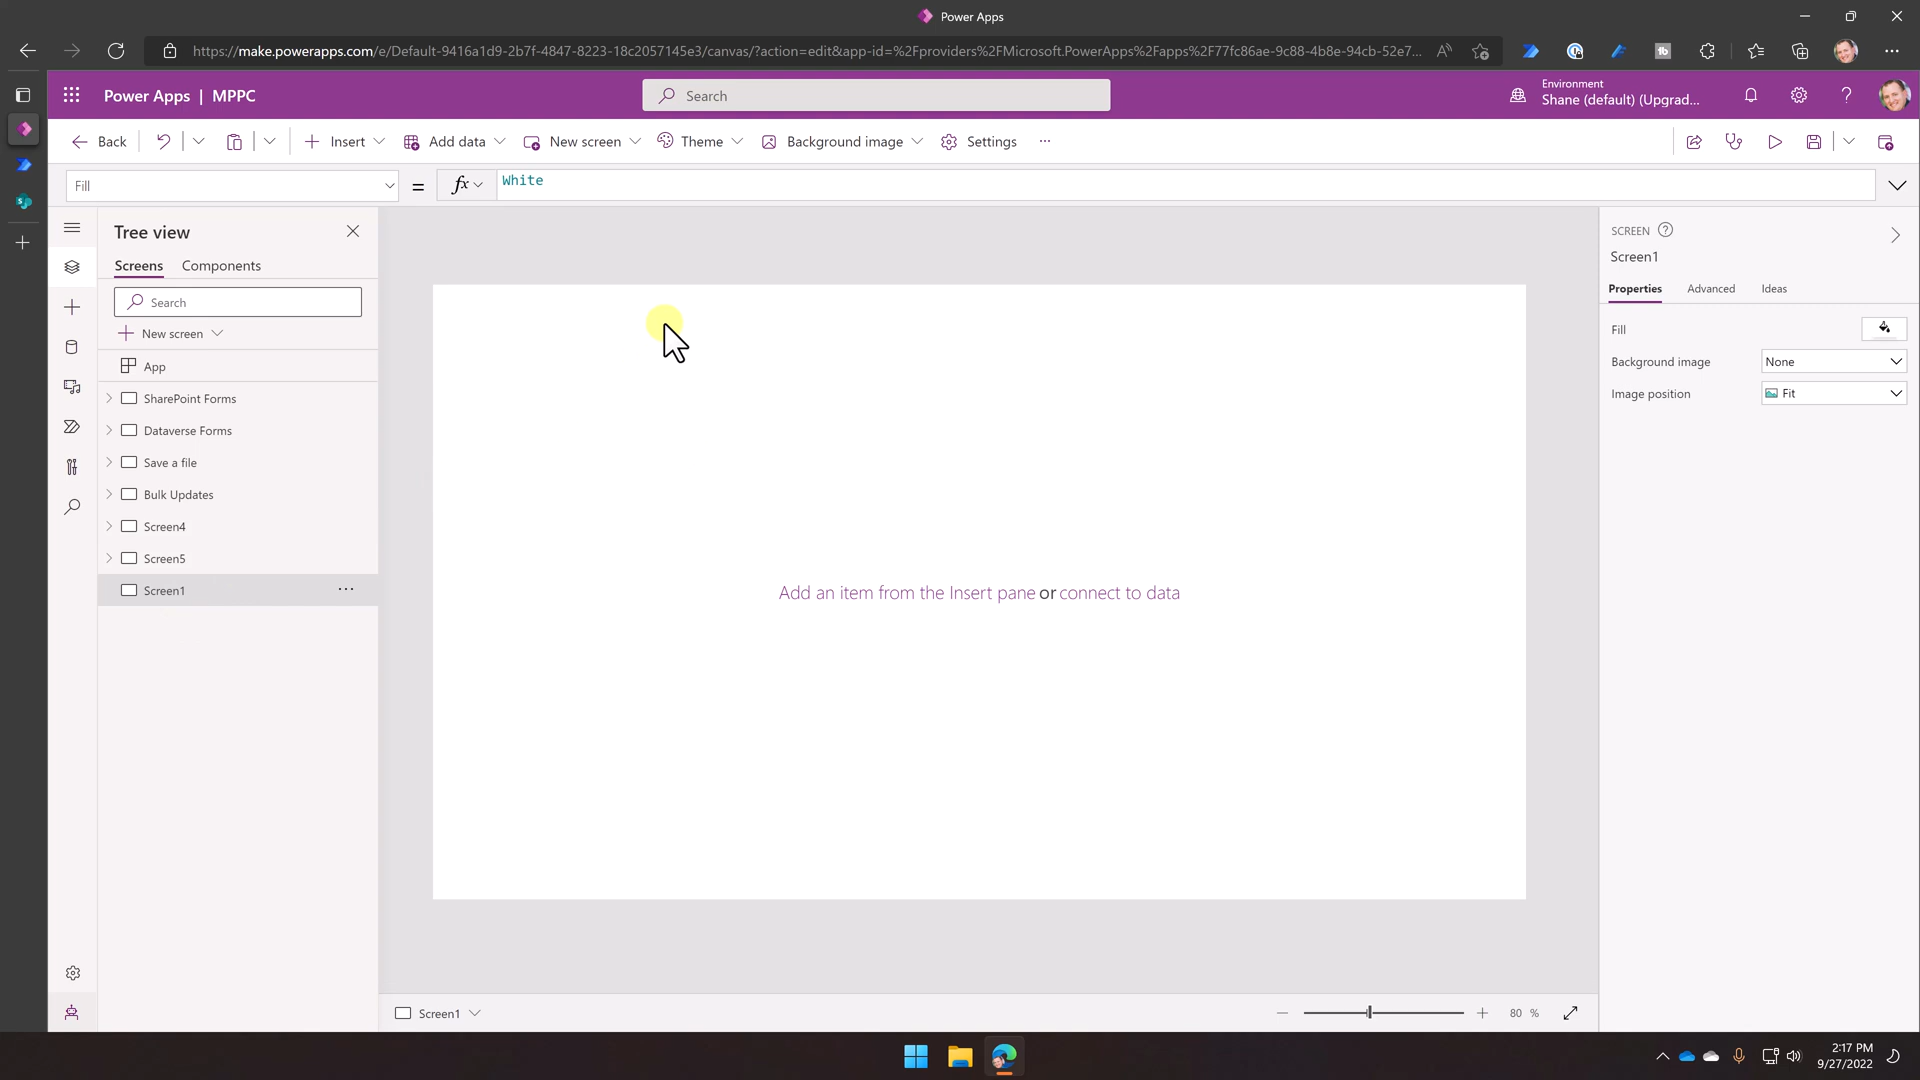 Power Apps
https://make.powerapps.com/e/Default-9416a1d9-2b7f-4847-8223-18c2057145e3/canvas/?action=edit&app-id=%2Fproviders%2FMicrosoft.PowerApps%2Fapps%2F77fc86ae-9c88-4b8e-94cb-52e7...
Power Apps | MPPC
Search
Environment
Shane (default) (Upgrad...
Back
Insert
Add data
New screen
Theme
Background image
Settings
Fill
=
fx
White
Tree view
Screens
Components
Search
New screen
App
SharePoint Forms
Dataverse Forms
Save a file
Bulk Updates
Screen4
Screen5
Screen1
Add an item from the Insert pane or connect to data
SCREEN
Screen1
Properties
Advanced
Ideas
Fill
Background image
None
Image position
Fit
Screen1
80 %
2:17 PM
9/27/2022